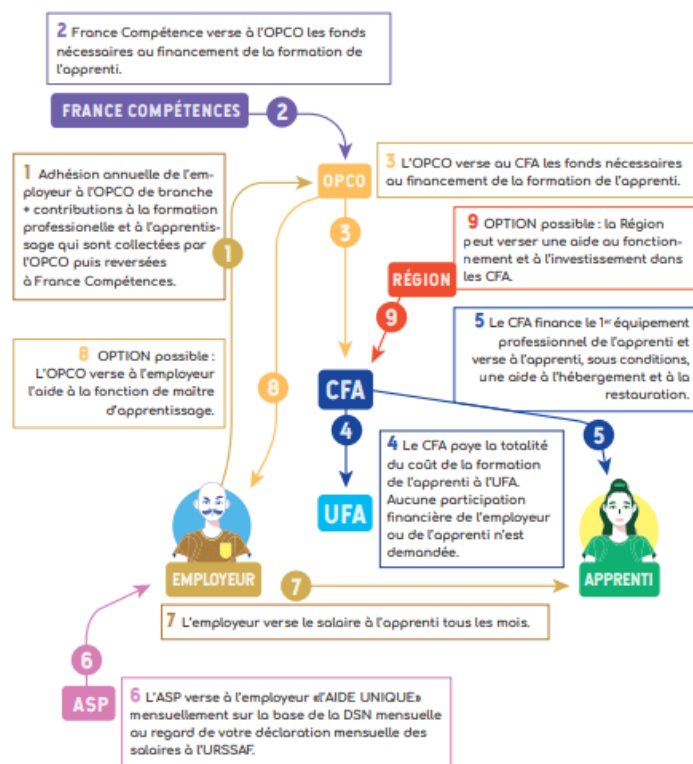 2 France Compétence verse à l'OPCO les fonds
nécessaires au financement de la formation de
l'apprenti.
FRANCE COMPÉTENCES
2
1 Adhésion annuelle de l'em-
ployeur à l'OPCO de branche
+ contributions à la formation
professionelle et à l'apprentis-
sage qui sont collectées par
l'OPCO puis reversées
à France Compétences.
1
OPCO
3 L'OPCO verse au CFA les fonds nécessaires
au financement de la formation de l'apprenti.
3
9 OPTION possible : la Région
peut verser une aide au fonction-
nement et à l'investissement dans
les CFA.
RÉGION
9
8 OPTION possible :
L'OPCO verse à l'employeur
l'aide à la fonction de maître
d'apprentissage.
8
5 Le CFA finance le 1er équipement
professionnel de l'apprenti et
verse à l'apprenti, sous conditions,
une aide à l'hébergement et à la
restauration.
CFA
4
5
4 Le CFA paye la totalité
du coût de la formation
de l'apprenti à l'UFA.
Aucune participation
financière de l'employeur
ou de l'apprenti n'est
demandée.
UFA
EMPLOYEUR
7
APPRENTI
7 L'employeur verse le salaire à l'apprenti tous les mois.
6
ASP
6 L'ASP verse à l'employeur «l'AIDE UNIQUE»
mensuellement sur la base de la DSN mensuelle
au regard de votre déclaration mensuelle des
salaires à l'URSSAF.